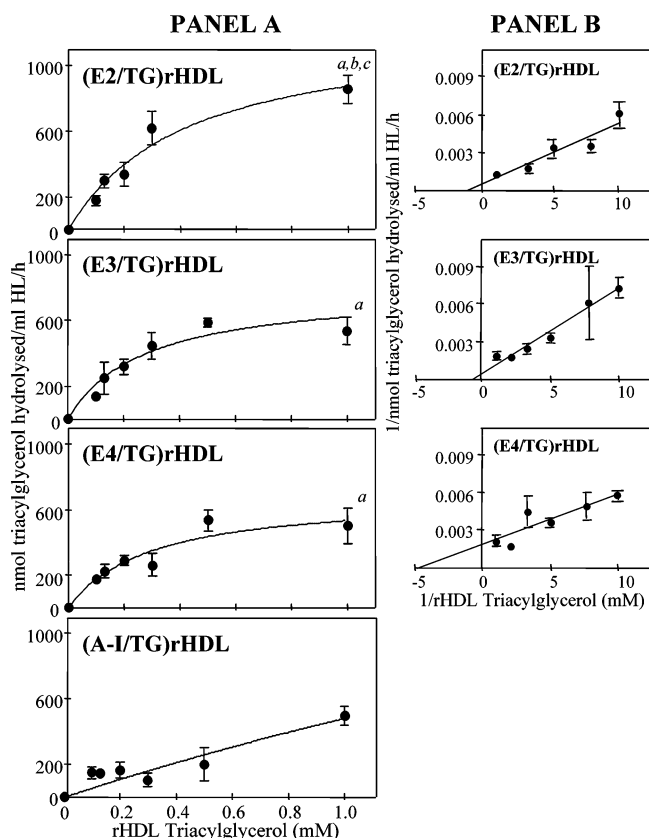 PANEL A
PANEL B
nmol triacylglycerol hydrolysed/ml HL/h
(E2/TG)rHDL
a,b,c
1000
600
200
0
(E3/TG)rHDL
a
1000
600
200
0
(E4/TG)rHDL
a
1000
600
200
0
(A-I/TG)rHDL
1000
600
200
0
0.2
0.4
0.6
0.8
1.0
rHDL Triacylglycerol (mM)
1/nmol triacylglycerol hydrolysed/ml HL/h
(E2/TG)rHDL
0.009
0.006
0.003
-5
0
5
10
(E3/TG)rHDL
0.009
0.006
0.003
-5
0
5
10
(E4/TG)rHDL
0.009
0.006
0.003
-5
0
5
10
1/rHDL Triacylglycerol (mM)